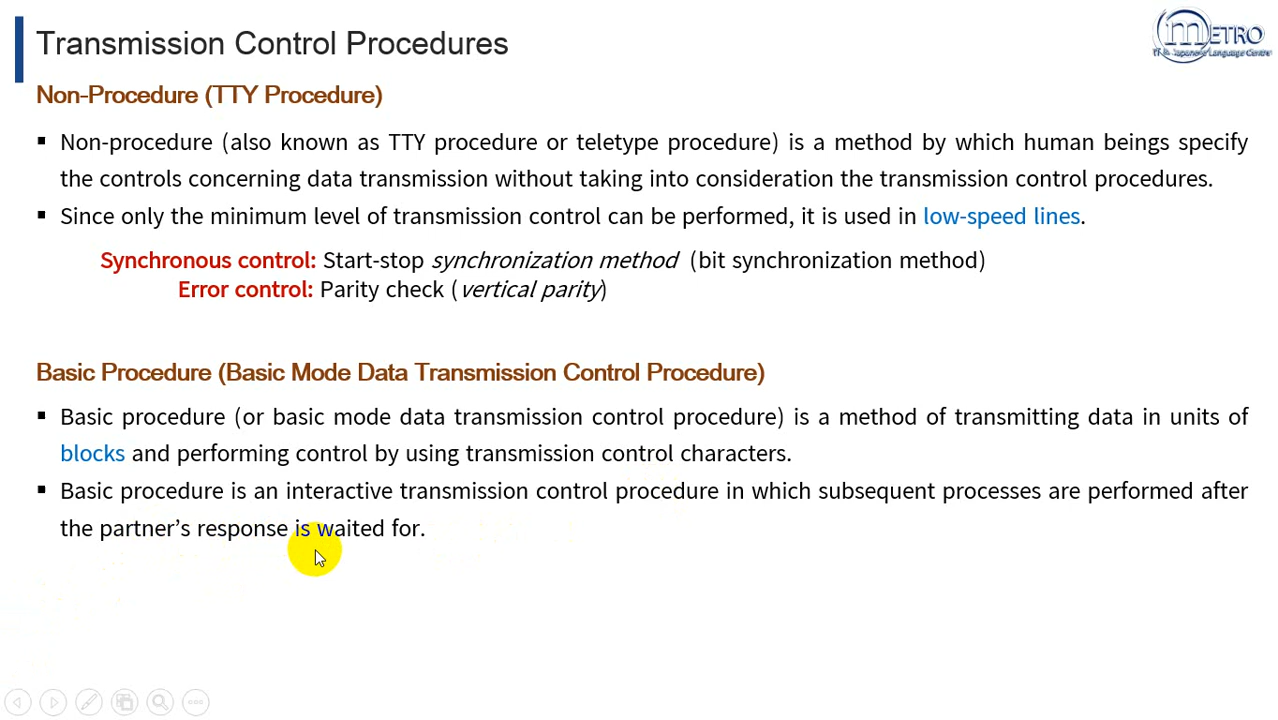 Transmission Control Procedures
METRO
IT & Japanese Language Centre
Non-Procedure (TTY Procedure)
▪ Non-procedure (also known as TTY procedure or teletype procedure) is a method by which human beings specify
the controls concerning data transmission without taking into consideration the transmission control procedures.
▪ Since only the minimum level of transmission control can be performed, it is used in low-speed lines.
Synchronous control: Start-stop synchronization method (bit synchronization method)
Error control: Parity check (vertical parity)
Basic Procedure (Basic Mode Data Transmission Control Procedure)
▪ Basic procedure (or basic mode data transmission control procedure) is a method of transmitting data in units of
blocks and performing control by using transmission control characters.
▪ Basic procedure is an interactive transmission control procedure in which subsequent processes are performed after
the partner’s response is waited for.